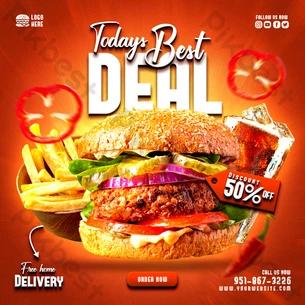 LOGO
HERE
FOLLOW US
Todays Best
DEAL
DISCOUNT
50% OFF
Free home
DELIVERY
ORDER NOW
CALL US NOW
951-867-3226
WWW.YOURWEBSITE.COM